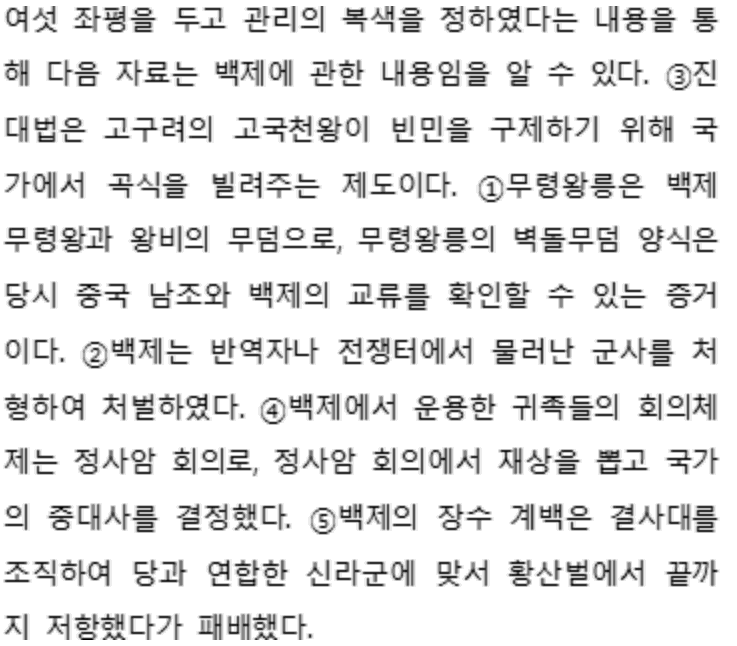 여섯 좌평을 두고 관리의 복색을 정하였다는 내용을 통
해 다음 자료는 백제에 관한 내용임을 알 수 있다. ③진
대법은 고구려의 고국천왕이 빈민을 구제하기 위해 국
가에서 곡식을 빌려주는 제도이다. ①무령왕릉은 백제
무령왕과 왕비의 무덤으로, 무령왕릉의 벽돌무덤 양식은
당시 중국 남조와 백제의 교류를 확인할 수 있는 증거
이다. ②백제는 반역자나 전쟁터에서 물러난 군사를 처
형하여 처벌하였다. ④백제에서 운용한 귀족들의 회의체
제는 정사암 회의로, 정사암 회의에서 재상을 뽑고 국가
의 중대사를 결정했다. ⑤백제의 장수 계백은 결사대를
조직하여 당과 연합한 신라군에 맞서 황산벌에서 끝까
지 저항했다가 패배했다.